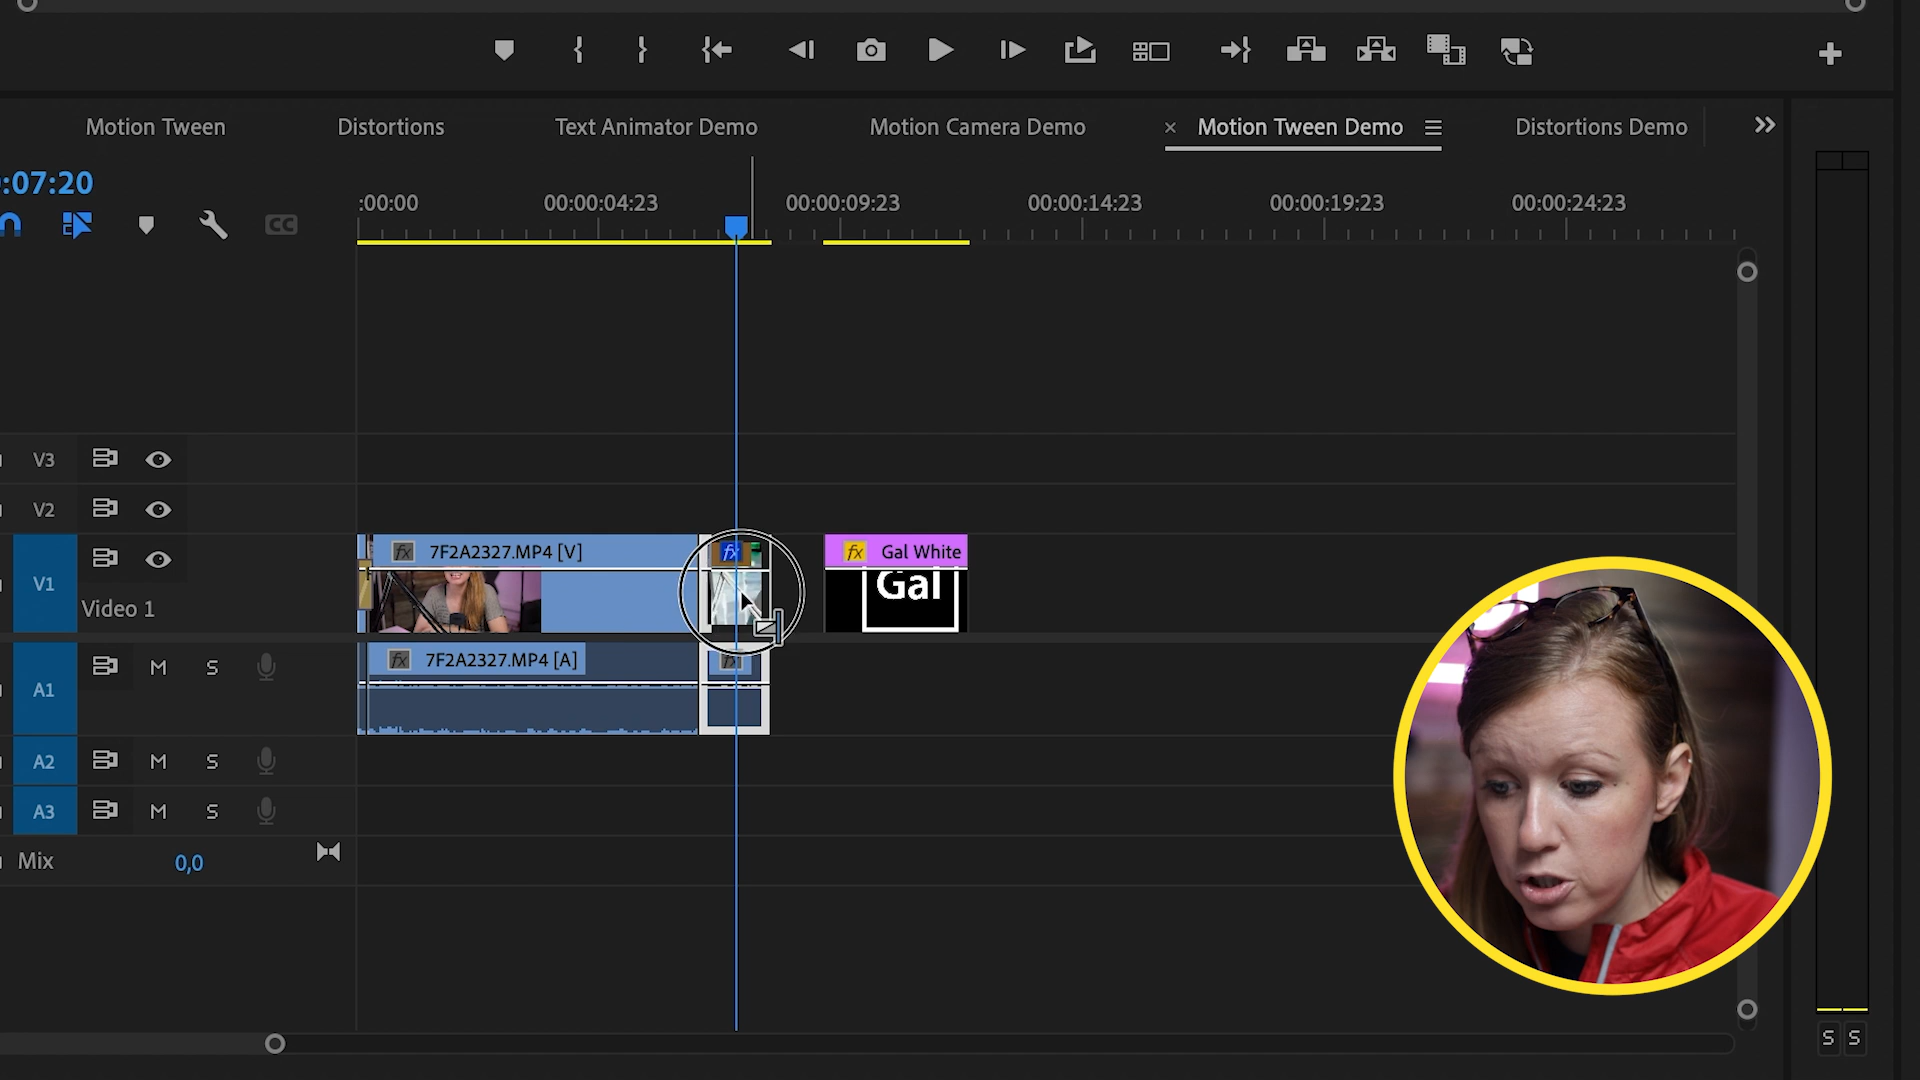 Motion Tween
Distortions
Text Animator Demo
Motion Camera Demo
× Motion Tween Demo
Distortions Demo
:07:20
:00:00
00:00:04:23
00:00:09:23
00:00:14:23
00:00:19:23
00:00:24:23
CC
V3
V2
V1
Video 1
fx 7F2A2327.MP4 [V]
fx
fx Gal White
Gal
A1
M S
fx 7F2A2327.MP4 [A]
fx
A2
M S
A3
M S
Mix
0,0
S S